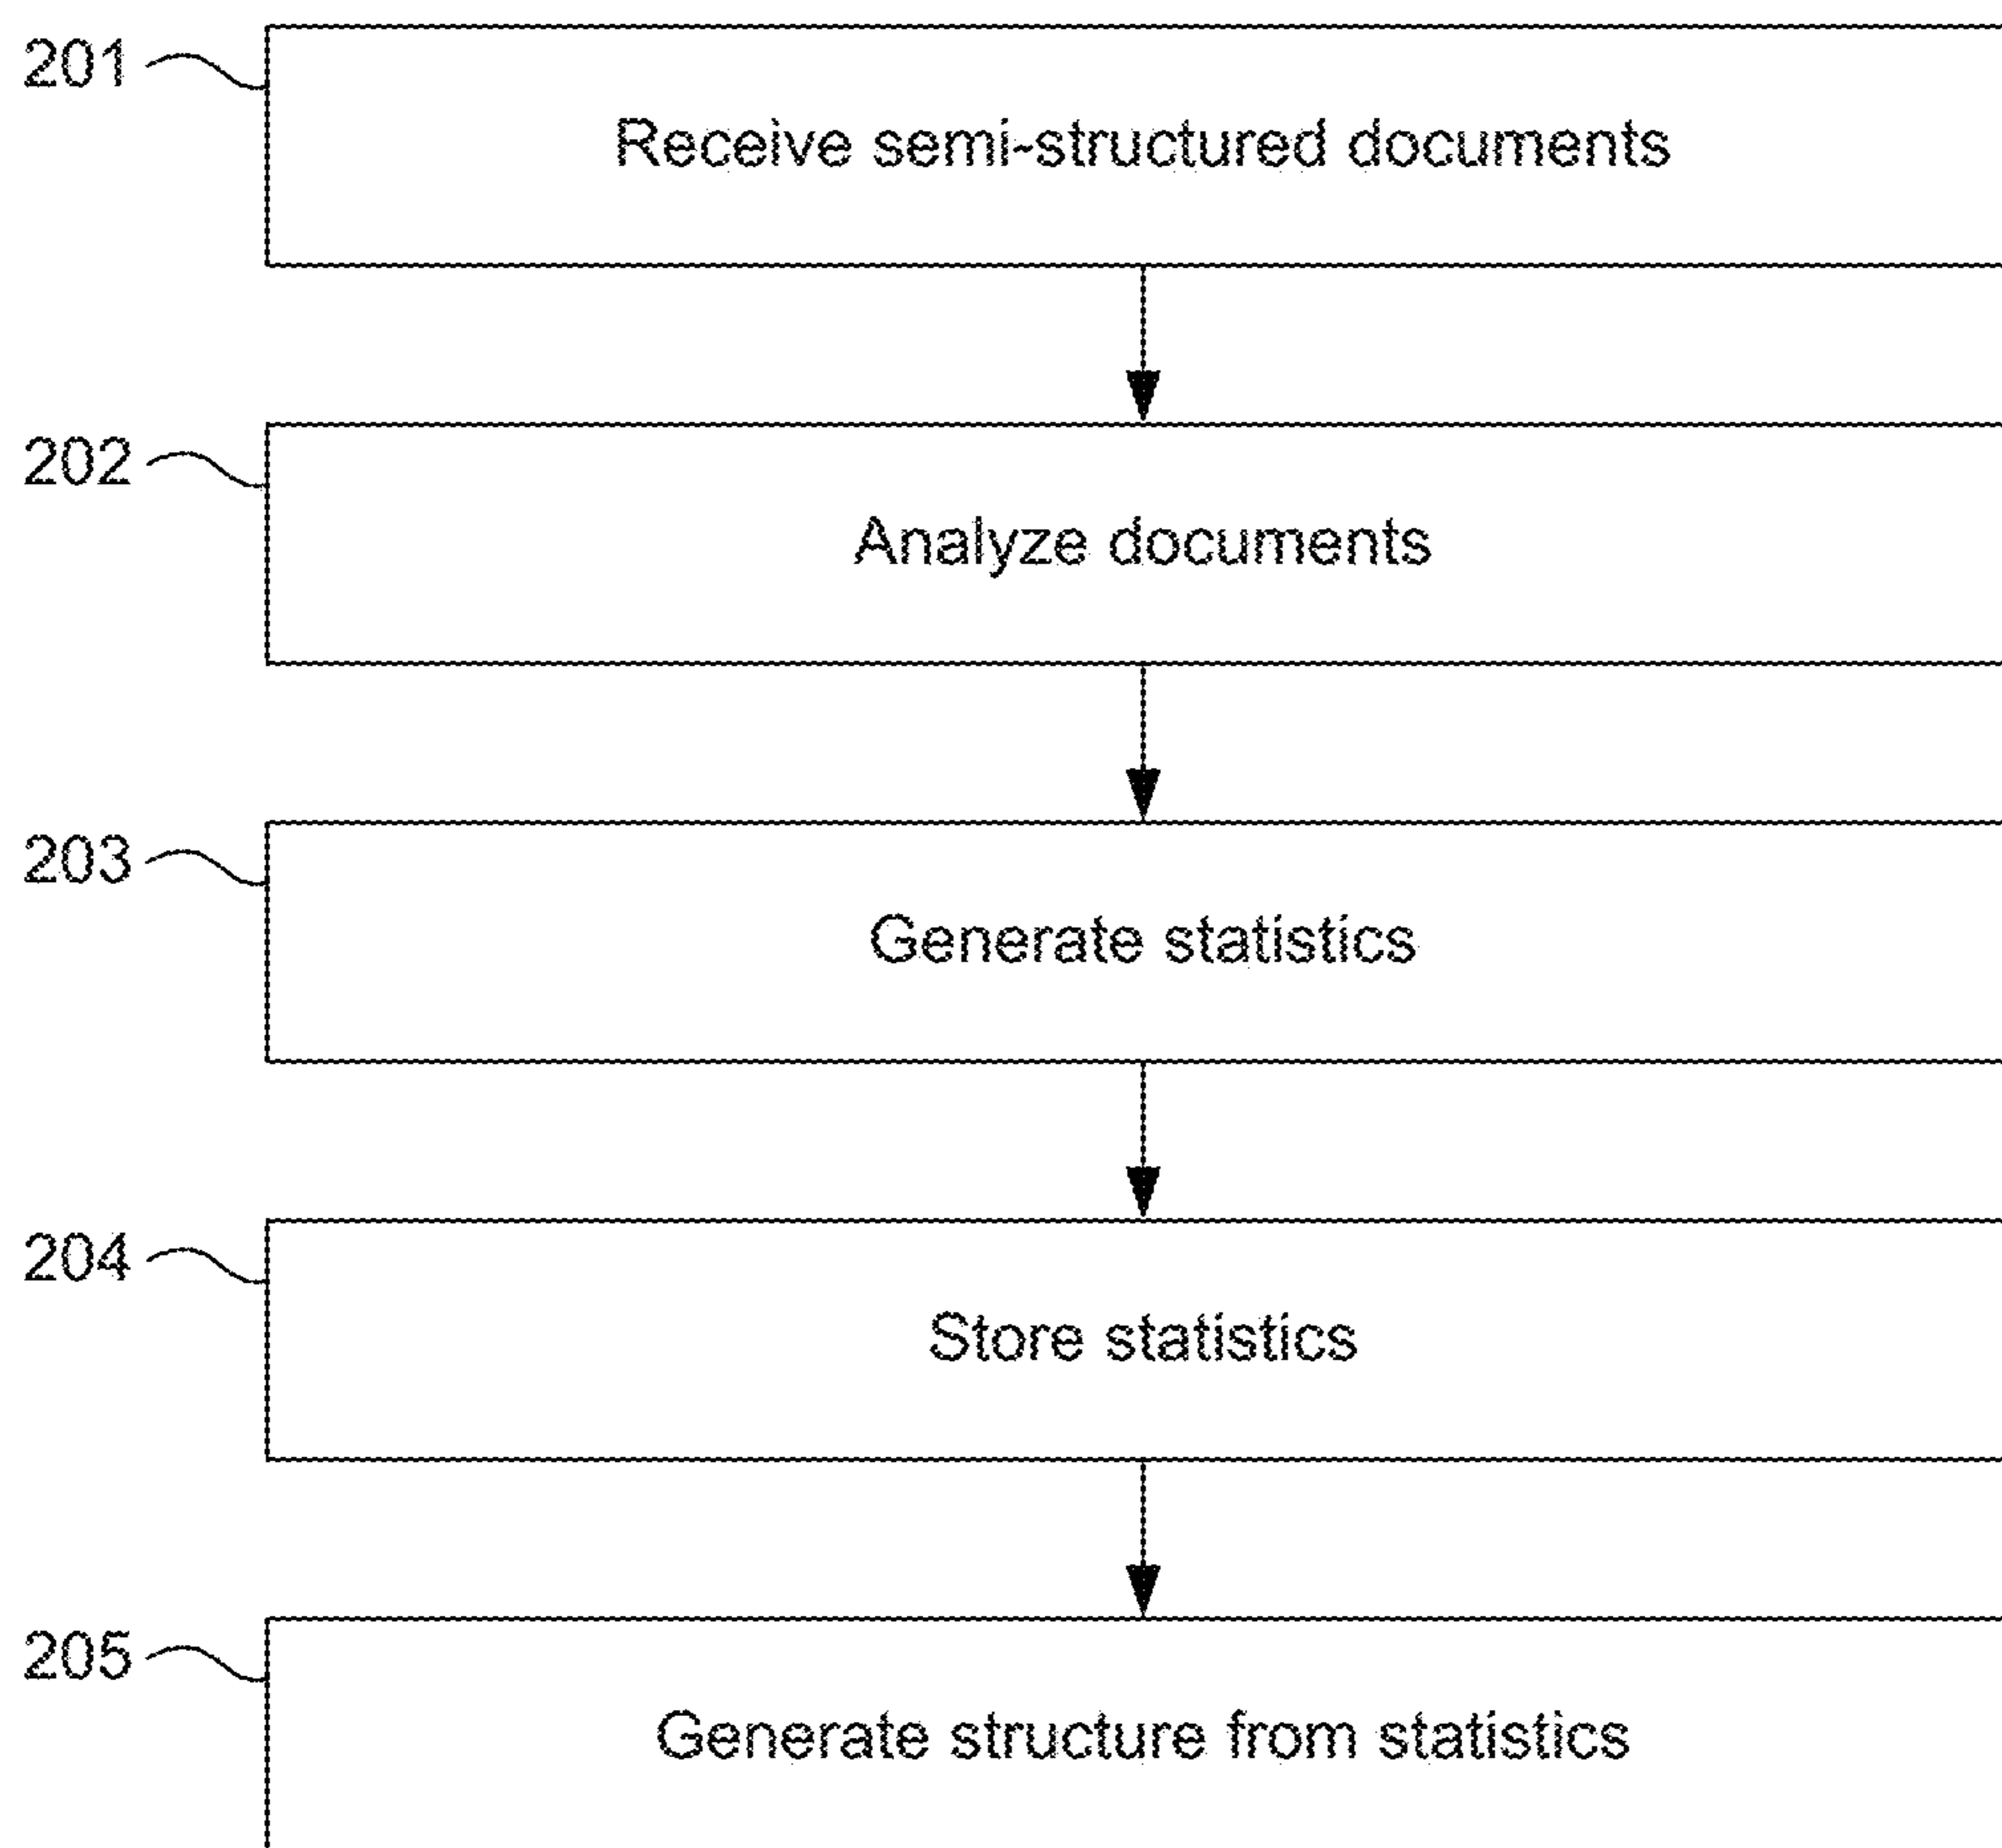 201
Receive semi-structured documents
202
Analyze documents
203
Generate statistics
204
Store statistics
205
Generate structure from statistics